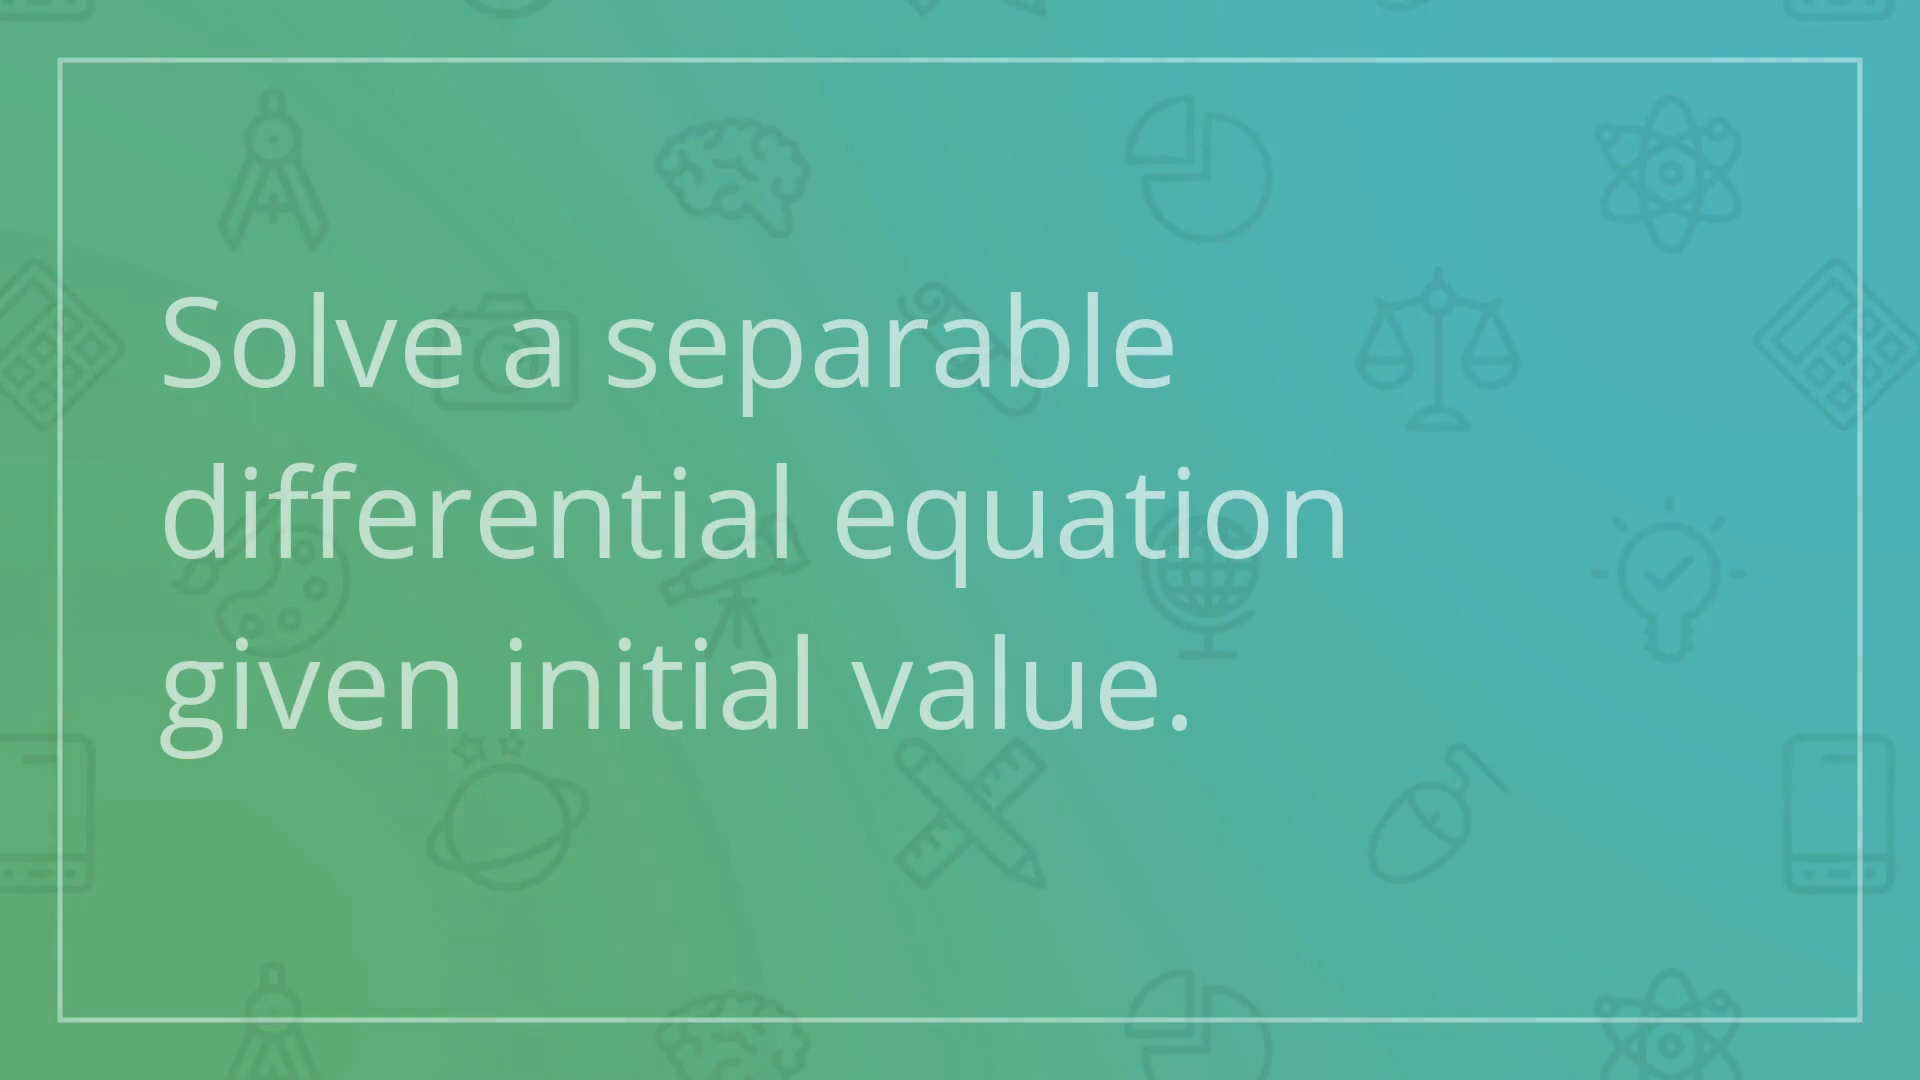 Solve a separable
differential equation
given initial value.